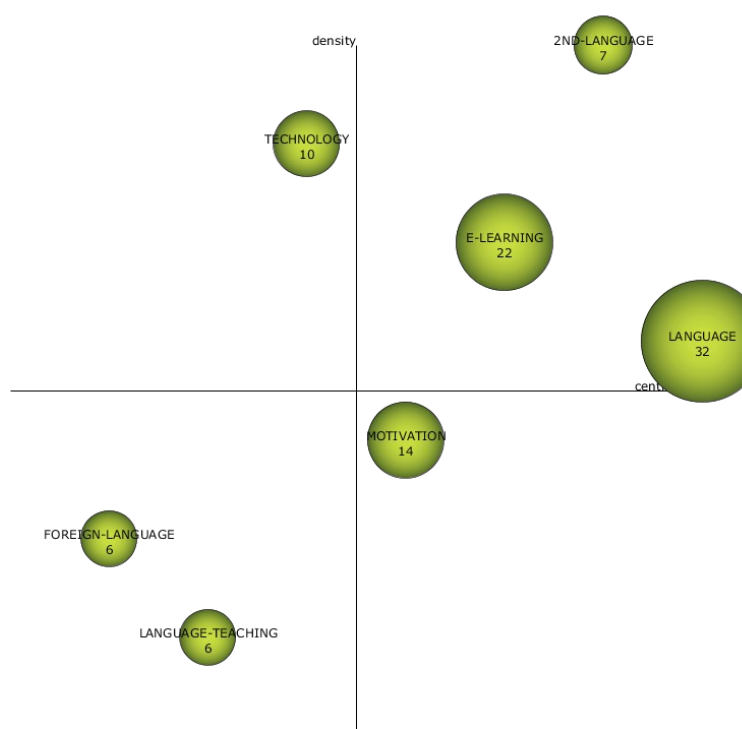 density
2ND-LANGUAGE
7
TECHNOLOGY
10
E-LEARNING
22
LANGUAGE
32
MOTIVATION
14
FOREIGN-LANGUAGE
6
LANGUAGE-TEACHING
6